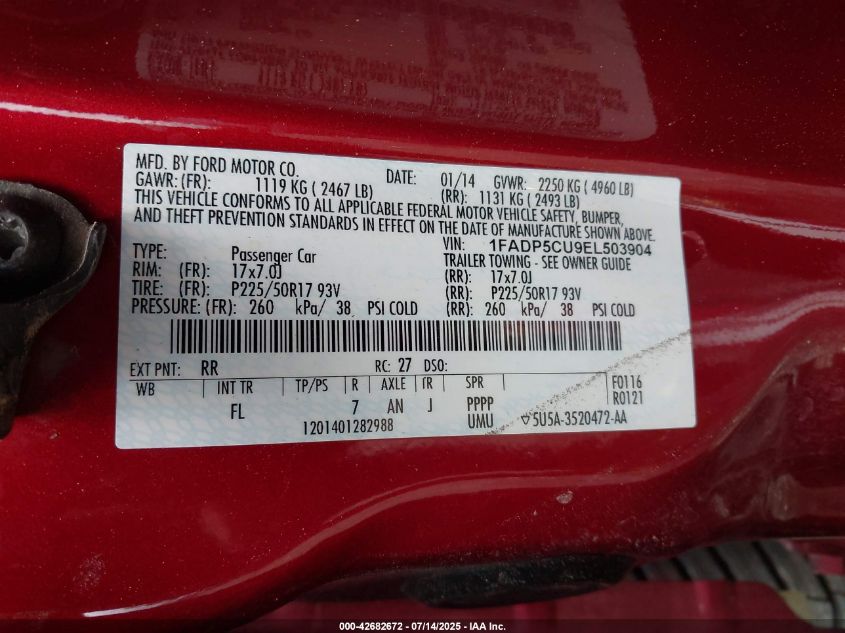 MFD. BY FORD MOTOR CO. DATE: 01/14 GVWR: 2250 KG ( 4960 LB)
GAWR: (FR): 1119 KG ( 2467 LB) (RR): 1131 KG ( 2493 LB)
THIS VEHICLE CONFORMS TO ALL APPLICABLE FEDERAL MOTOR VEHICLE SAFETY, BUMPER,
AND THEFT PREVENTION STANDARDS IN EFFECT ON THE DATE OF MANUFACTURE SHOWN ABOVE.
VIN: 1FADP5CU9EL503904
TYPE: Passenger Car TRAILER TOWING - SEE OWNER GUIDE
RIM: (FR): 17x7.0J (RR): 17x7.0J
TIRE: (FR): P225/50R17 93V (RR): P225/50R17 93V
PRESSURE: (FR): 260 kPa/ 38 PSI COLD (RR): 260 kPa/ 38 PSI COLD
EXT PNT: RR RC: 27 DSO:
WB INT TR TP/PS R AXLE TR SPR F0116
R0121
FL 7 AN J PPPP
1201401282988 UMU 5U5A-3520472-AA
000-42682672 - 07/14/2025 - IAA Inc.